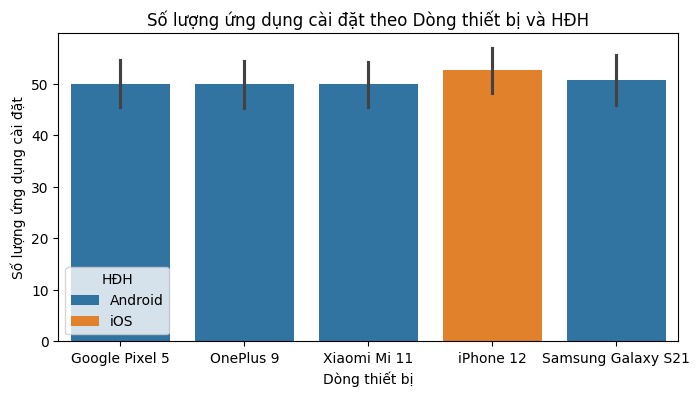 Số lượng ứng dụng cài đặt theo Dòng thiết bị và HĐH
Số lượng ứng dụng cài đặt
50
40
30
20
10
0
HĐH
Android
iOS
Google Pixel 5
OnePlus 9
Xiaomi Mi 11
iPhone 12
Samsung Galaxy S21
Dòng thiết bị